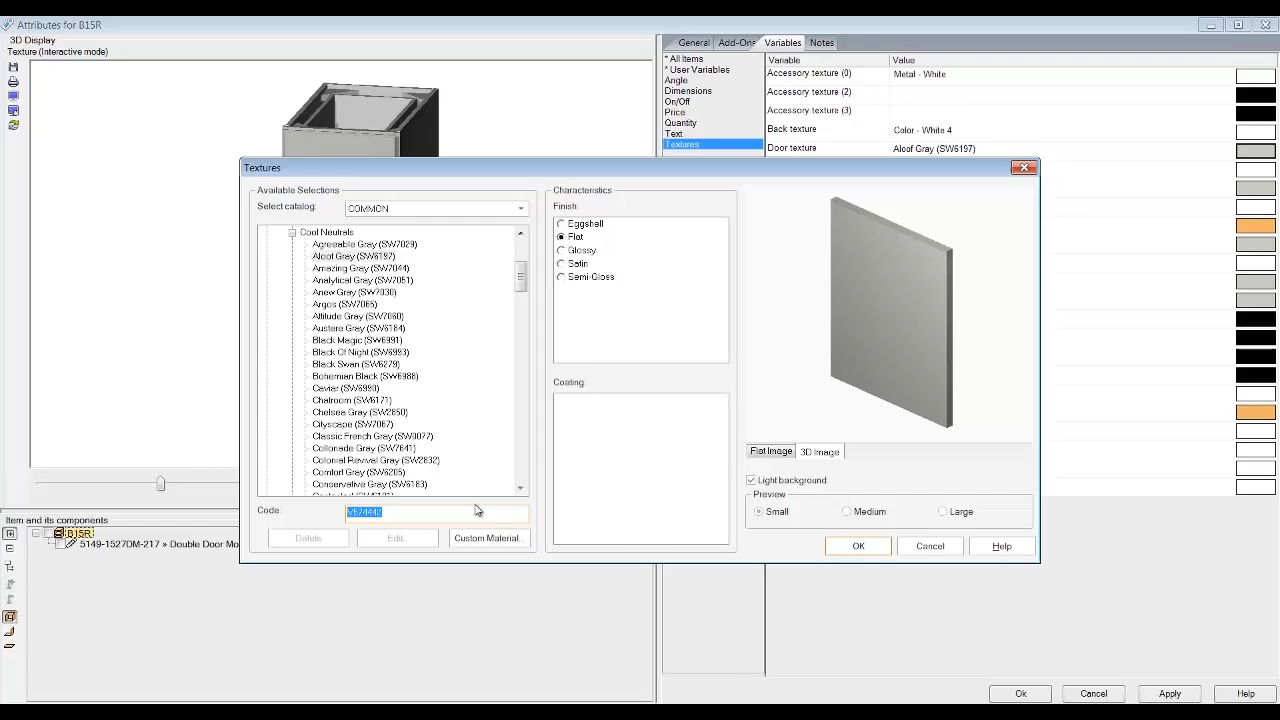 Attributes for B15R
3D Display
Texture (Interactive mode)
General
Add-Ons
Variables
Notes
* All Items
* User Variables
Angle
Dimensions
On/Off
Price
Quantity
Text
Textures
Variable Value
Accessory texture (0) Metal - White
Accessory texture (2)
Accessory texture (3)
Back texture Color - White 4
Door texture Aloof Gray (SW6197)
Textures
Available Selections
Select catalog: COMMON
Cool Neutrals
Agreeable Gray (SW7029)
Aloof Gray (SW6197)
Amazing Gray (SW7044)
Analytical Gray (SW7051)
Anew Gray (SW7030)
Argos (SW7065)
Attitude Gray (SW7060)
Austere Gray (SW6184)
Black Magic (SW6991)
Black Of Night (SW6993)
Black Swan (SW6279)
Bohemian Black (SW6988)
Caviar (SW6990)
Chatroom (SW6171)
Chelsea Gray (SW2850)
Cityscape (SW7067)
Classic French Gray (SW0077)
Collonade Gray (SW7641)
Colonial Revival Gray (SW2832)
Comfort Gray (SW6205)
Conservative Gray (SW6183)
Code: V574442
Delete
Edit...
Custom Material...
Characteristics
Finish:
Eggshell
Flat
Glossy
Satin
Semi-Gloss
Coating:
Flat Image
3D Image
Light background
Preview
Small
Medium
Large
OK
Cancel
Help
Item and its components
B15R
5149-1527DM-217 » Double Door Mo
Ok
Cancel
Apply
Help